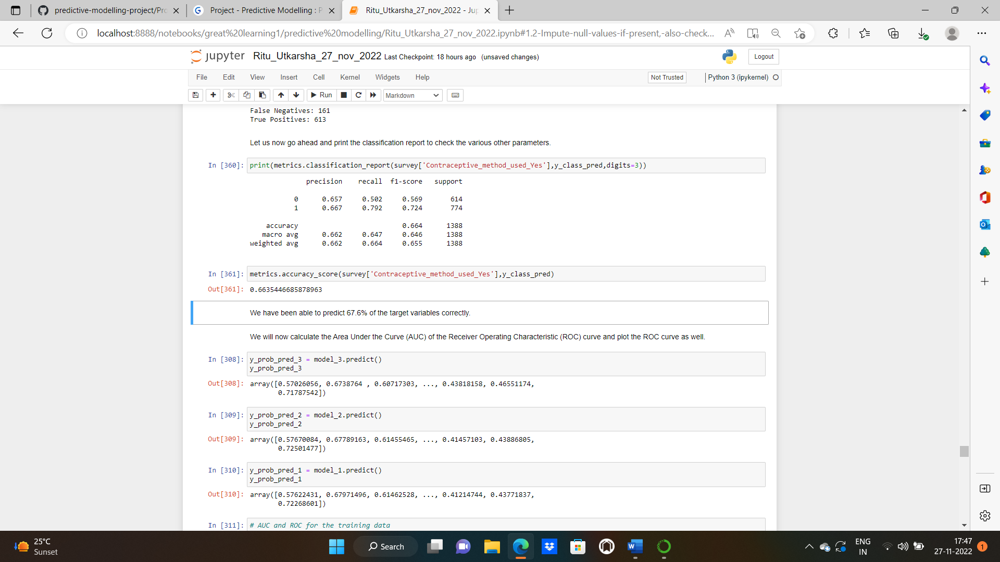 predictive-modelling-project/Pro
Project - Predictive Modelling : P
Ritu_Utkarsha_27_nov_2022 - Jup
localhost:8888/notebooks/great%20learning1/predictive%20modelling/Ritu_Utkarsha_27_nov_2022.ipynb#1.2-Impute-null-values-if-present,-also-check...
jupyter Ritu_Utkarsha_27_nov_2022 Last Checkpoint: 18 hours ago (unsaved changes)
Logout
File Edit View Insert Cell Kernel Widgets Help
Not Trusted
Python 3 (ipykernel)
Run
Markdown
False Negatives: 161
True Positives: 613
Let us now go ahead and print the classification report to check the various other parameters.
In [360]: print(metrics.classification_report(survey['Contraceptive_method_used_Yes'],y_class_pred,digits=3))
precision recall f1-score support
0 0.657 0.502 0.569 614
1 0.667 0.792 0.724 774
accuracy 0.664 1388
macro avg 0.662 0.647 0.646 1388
weighted avg 0.662 0.664 0.655 1388
In [361]: metrics.accuracy_score(survey['Contraceptive_method_used_Yes'],y_class_pred)
Out[361]: 0.6635446685878963
We have been able to predict 67.6% of the target variables correctly.
We will now calculate the Area Under the Curve (AUC) of the Receiver Operating Characteristic (ROC) curve and plot the ROC curve as well.
In [308]: y_prob_pred_3 = model_3.predict()
y_prob_pred_3
Out[308]: array([0.57026056, 0.6738764 , 0.60717303, ..., 0.43818158, 0.46551174,
0.71787542])
In [309]: y_prob_pred_2 = model_2.predict()
y_prob_pred_2
Out[309]: array([0.57670084, 0.67789163, 0.61455465, ..., 0.41457103, 0.43886805,
0.72501477])
In [310]: y_prob_pred_1 = model_1.predict()
y_prob_pred_1
Out[310]: array([0.57622431, 0.67971496, 0.61462528, ..., 0.41214744, 0.43771837,
0.72268601])
In [311]: # AUC and ROC for the training data
25°C
Sunset
Search
ENG
IN
17:47
27-11-2022
1